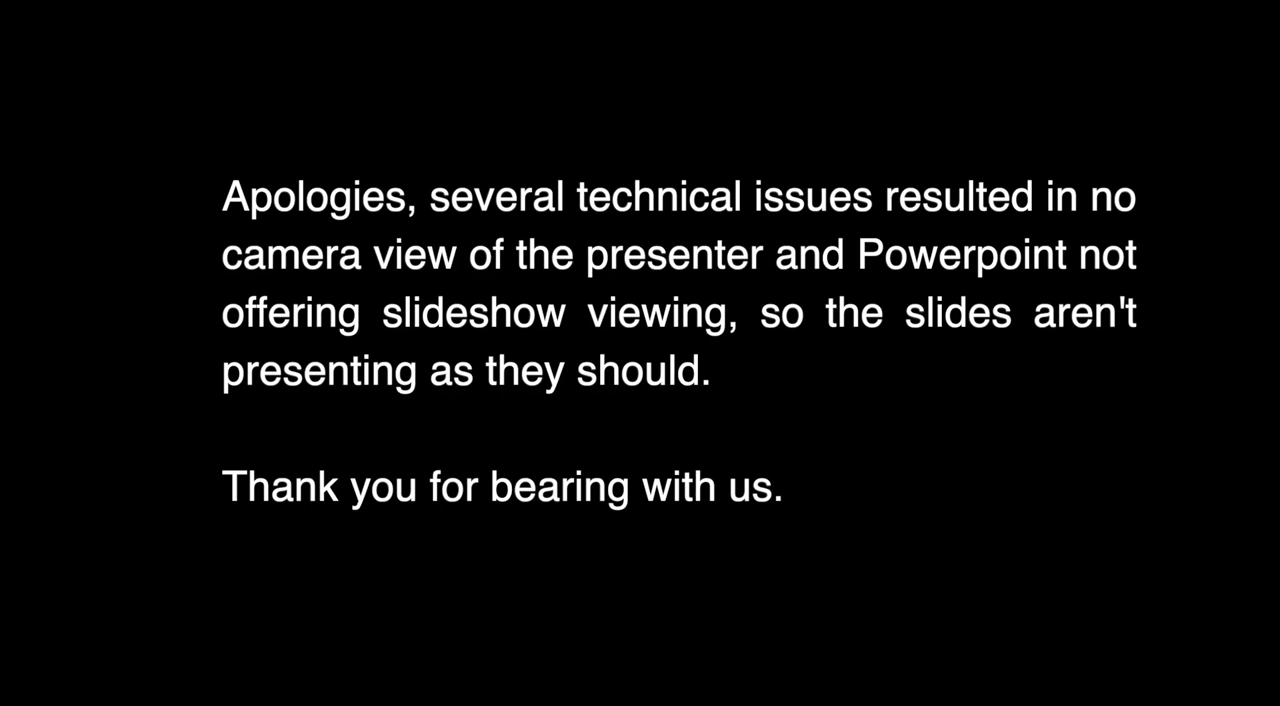 Apologies, several technical issues resulted in no
camera view of the presenter and Powerpoint not
offering slideshow viewing, so the slides aren't
presenting as they should.
Thank you for bearing with us.